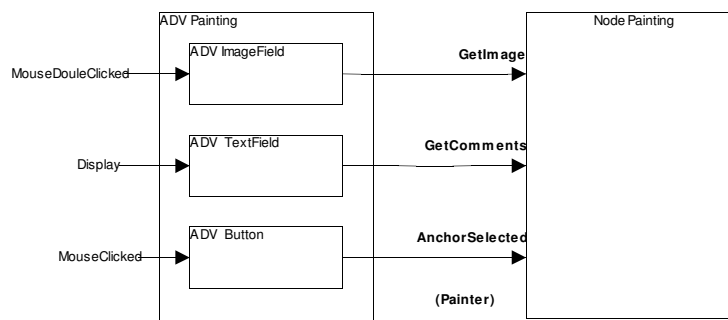 ADV Painting
Node Painting
ADV ImageField
GetImage
MouseDouleClicked
ADV TextField
GetComments
Display
ADV Button
AnchorSelected
MouseClicked
(Painter)